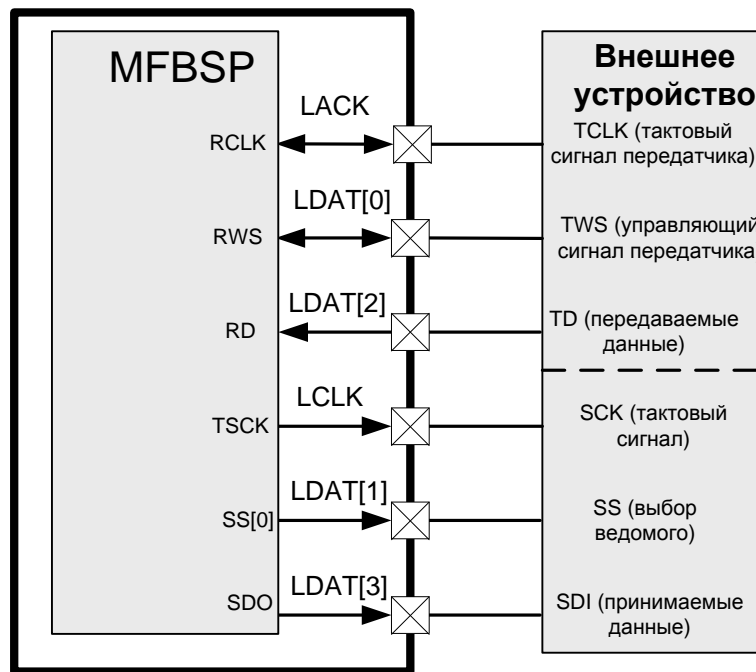 MFBSP
Внешнее
устройство
LACK
RCLK
TCLK (тактовый
сигнал передатчика)
LDAT[0]
RWS
TWS (управляющий
сигнал передатчика
LDAT[2]
RD
TD (передаваемые
данные)
LCLK
TSCK
SCK (тактовый
сигнал)
LDAT[1]
SS[0]
SS (выбор
ведомого)
LDAT[3]
SDO
SDI (принимаемые
данные)